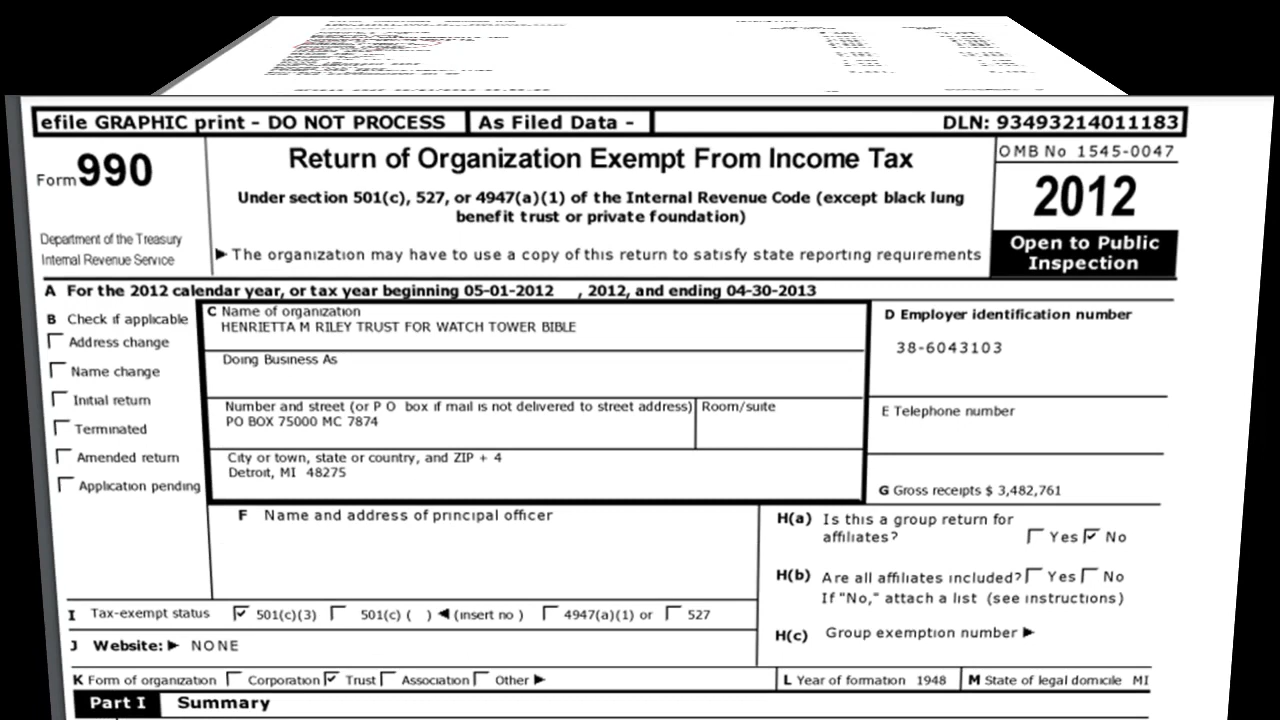 efile GRAPHIC print - DO NOT PROCESS
As Filed Data -
DLN: 93493214011183
Form 990
Return of Organization Exempt From Income Tax
OMB No 1545-0047
Under section 501(c), 527, or 4947(a)(1) of the Internal Revenue Code (except black lung
benefit trust or private foundation)
2012
Department of the Treasury
Internal Revenue Service
▶ The organization may have to use a copy of this return to satisfy state reporting requirements
Open to Public
Inspection
A For the 2012 calendar year, or tax year beginning 05-01-2012 , 2012, and ending 04-30-2013
B Check if applicable
Address change
Name change
Initial return
Terminated
Amended return
Application pending
C Name of organization
HENRIETTA M RILEY TRUST FOR WATCH TOWER BIBLE
Doing Business As
Number and street (or P O box if mail is not delivered to street address)
PO BOX 75000 MC 7874
Room/suite
City or town, state or country, and ZIP + 4
Detroit, MI 48275
D Employer identification number
38-6043103
E Telephone number
G Gross receipts $ 3,482,761
F Name and address of principal officer
H(a) Is this a group return for
affiliates? Yes No
H(b) Are all affiliates included? Yes No
If "No," attach a list (see instructions)
H(c) Group exemption number ▶
I Tax-exempt status 501(c)(3) 501(c) ( ) ◀ (insert no ) 4947(a)(1) or 527
J Website: ▶ NONE
K Form of organization Corporation Trust Association Other ▶
L Year of formation 1948
M State of legal domicile MI
Part I Summary